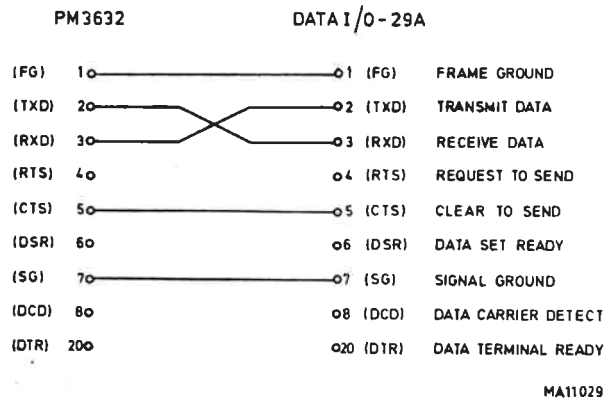 PM3632 DATA I/O-29A
(FG) 1 1 (FG) FRAME GROUND
(TXD) 2 2 (TXD) TRANSMIT DATA
(RXD) 3 3 (RXD) RECEIVE DATA
(RTS) 4 4 (RTS) REQUEST TO SEND
(CTS) 5 5 (CTS) CLEAR TO SEND
(DSR) 6 6 (DSR) DATA SET READY
(SG) 7 7 (SG) SIGNAL GROUND
(DCD) 8 8 (DCD) DATA CARRIER DETECT
(DTR) 20 20 (DTR) DATA TERMINAL READY
MA11029